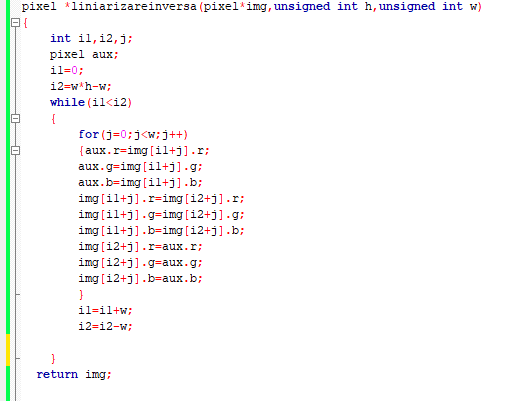 pixel *liniarizareinversa(pixel*img,unsigned int h,unsigned int w)
{
int i1,i2,j;
pixel aux;
i1=0;
i2=w*h-w;
while(i1<i2)
{
for(j=0;j<w;j++)
{aux.r=img[i1+j].r;
aux.g=img[i1+j].g;
aux.b=img[i1+j].b;
img[i1+j].r=img[i2+j].r;
img[i1+j].g=img[i2+j].g;
img[i1+j].b=img[i2+j].b;
img[i2+j].r=aux.r;
img[i2+j].g=aux.g;
img[i2+j].b=aux.b;
}
i1=i1+w;
i2=i2-w;
}
return img;